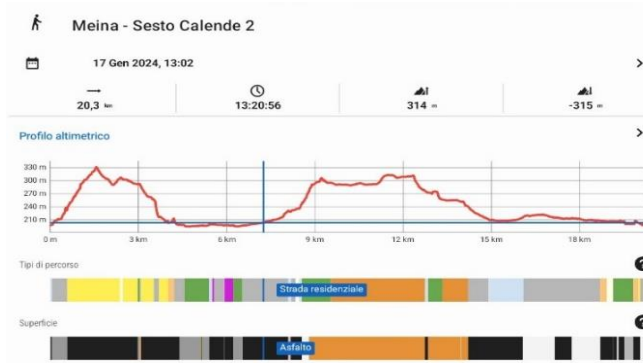 Meina - Sesto Calende 2
17 Gen 2024, 13:02
20,3 km
13:20:56
314 m
-315 m
Profilo altimetrico
330 m
300 m
270 m
240 m
210 m
0 m 3 km 6 km 9 km 12 km 15 km 18 km
Tipi di percorso
Strada residenziale
Superficie
Asfalto